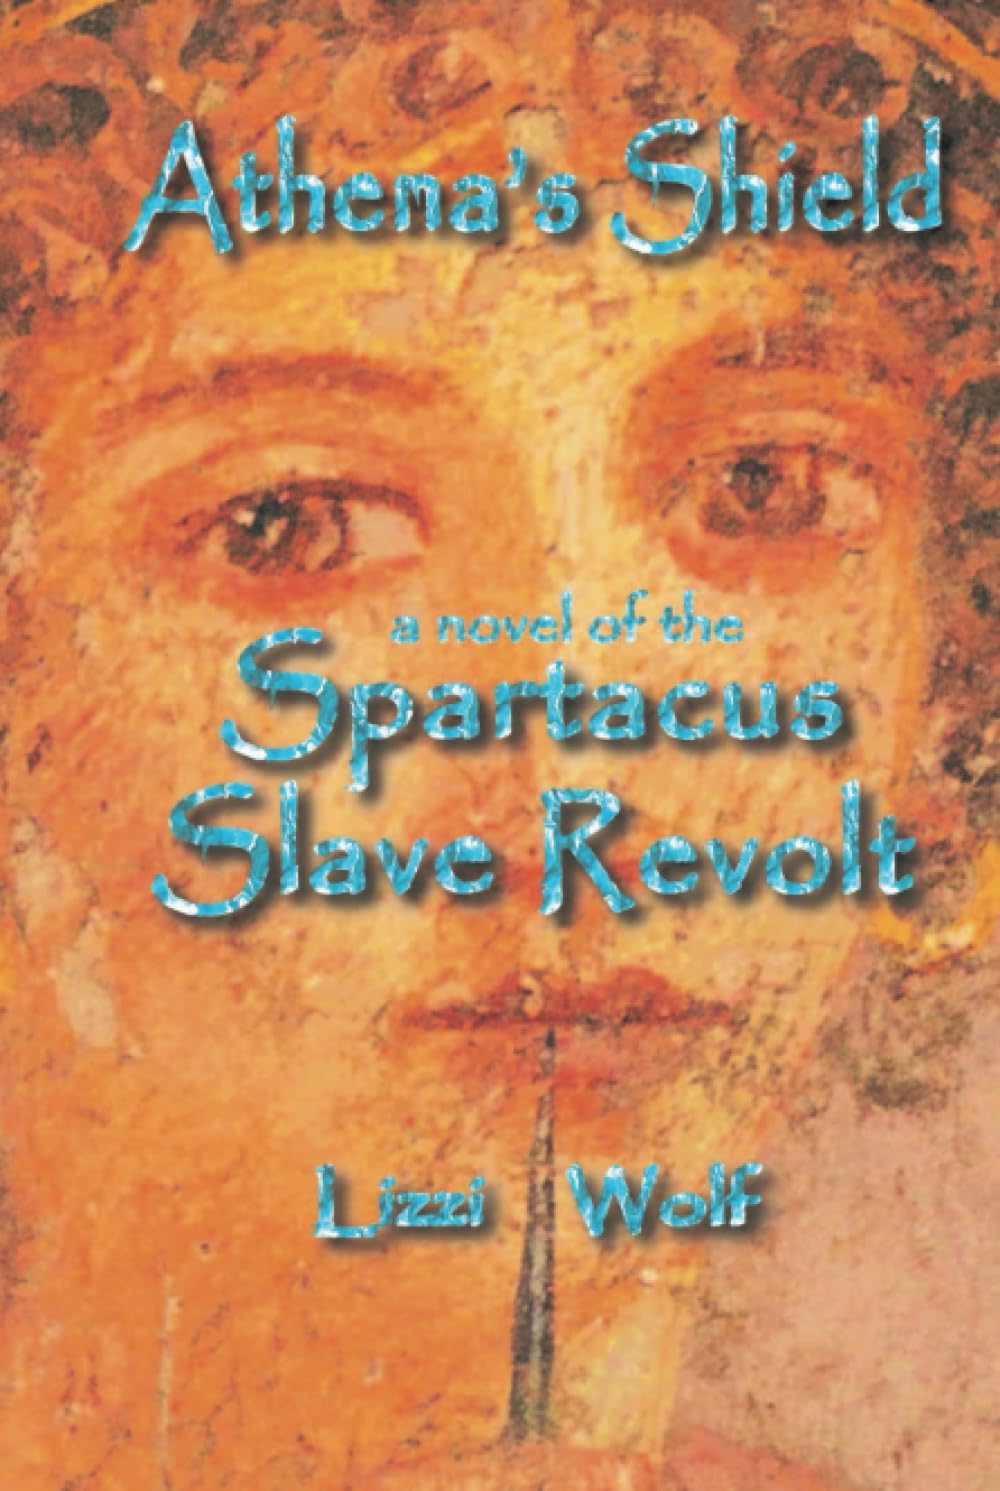 Athena's Shield
a novel of the
Spartacus
Slave Revolt
Lizzi Wolf